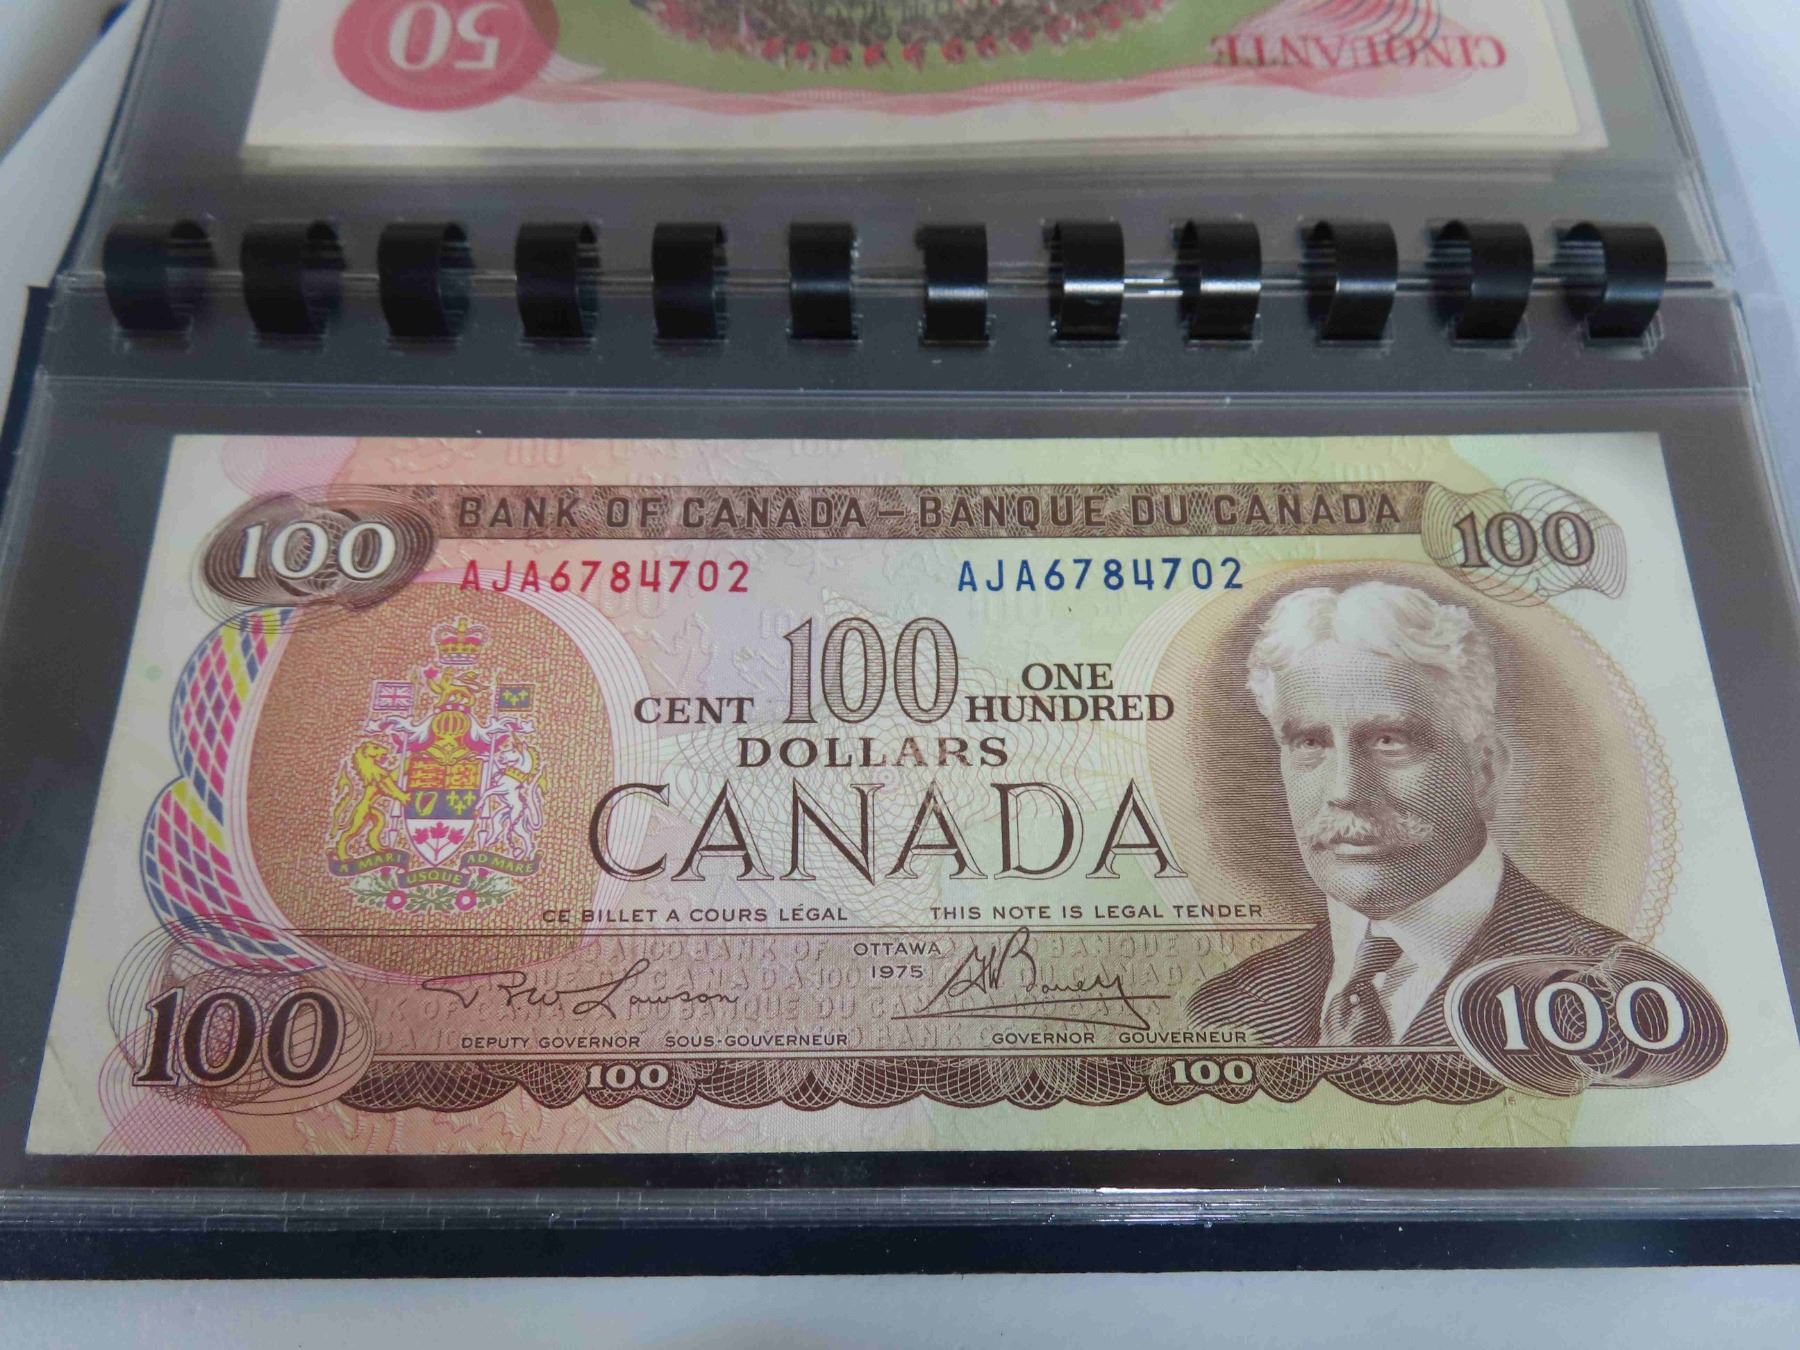 50
CINQUANTE
BANK OF CANADA – BANQUE DU CANADA
100
100
AJA6784702
AJA6784702
CENT 100 ONE HUNDRED
DOLLARS
CANADA
A MARI USQUE AD MARE
CE BILLET A COURS LÉGAL
THIS NOTE IS LEGAL TENDER
OTTAWA
1975
R W Lawson
G K Bouey
DEPUTY GOVERNOR SOUS-GOUVERNEUR
GOVERNOR GOUVERNEUR
100
100
100
100